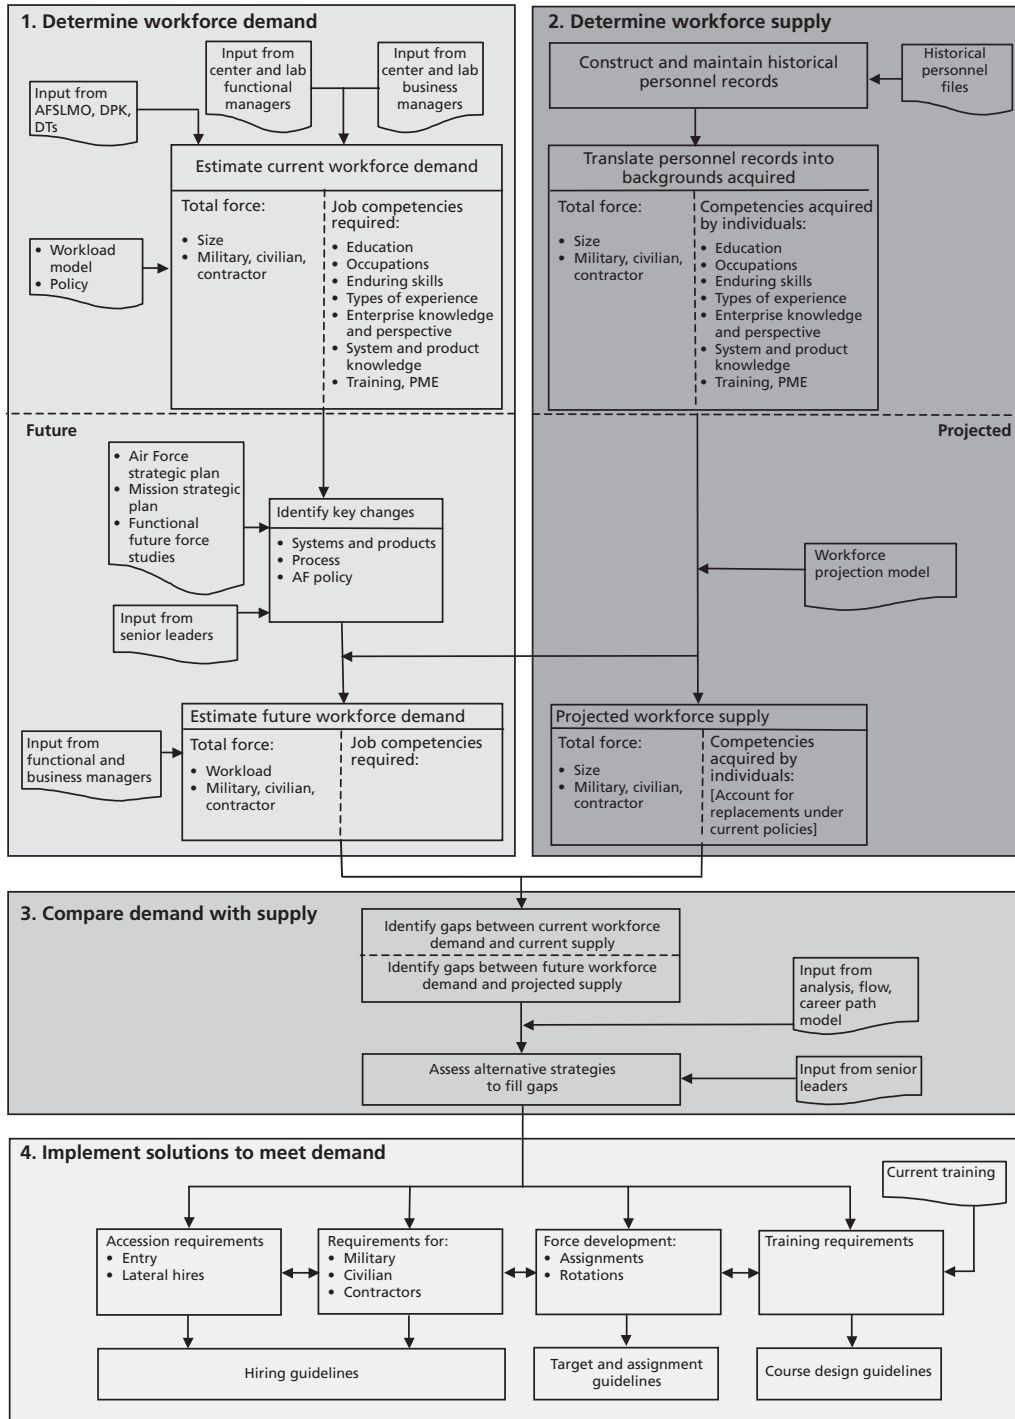 1. Determine workforce demand
Input from
center and lab
functional
managers
Input from
center and lab
business
managers
Input from
AFSLMO, DPK,
DTs
Estimate current workforce demand
Total force:
• Size
• Military, civilian,
contractor
Job competencies
required:
• Education
• Occupations
• Enduring skills
• Types of experience
• Enterprise knowledge
and perspective
• System and product
knowledge
• Training, PME
• Workload
model
• Policy
Future
• Air Force
strategic plan
• Mission strategic
plan
• Functional
future force
studies
Identify key changes
• Systems and products
• Process
• AF policy
Input from
senior leaders
Estimate future workforce demand
Total force:
• Workload
• Military, civilian,
contractor
Job competencies
required:
Input from
functional and
business managers
2. Determine workforce supply
Construct and maintain historical
personnel records
Historical
personnel
files
Translate personnel records into
backgrounds acquired
Total force:
• Size
• Military, civilian,
contractor
Competencies acquired
by individuals:
• Education
• Occupations
• Enduring skills
• Types of experience
• Enterprise knowledge
and perspective
• System and product
knowledge
• Training, PME
Projected
Workforce
projection model
Projected workforce supply
Total force:
• Size
• Military, civilian,
contractor
Competencies
acquired by
individuals:
[Account for
replacements under
current policies]
3. Compare demand with supply
Identify gaps between current workforce
demand and current supply
Identify gaps between future workforce
demand and projected supply
Input from
analysis, flow,
career path
model
Assess alternative strategies
to fill gaps
Input from senior
leaders
4. Implement solutions to meet demand
Current training
Accession requirements
• Entry
• Lateral hires
Requirements for:
• Military
• Civilian
• Contractors
Force development:
• Assignments
• Rotations
Training requirements
Hiring guidelines
Target and assignment
guidelines
Course design guidelines